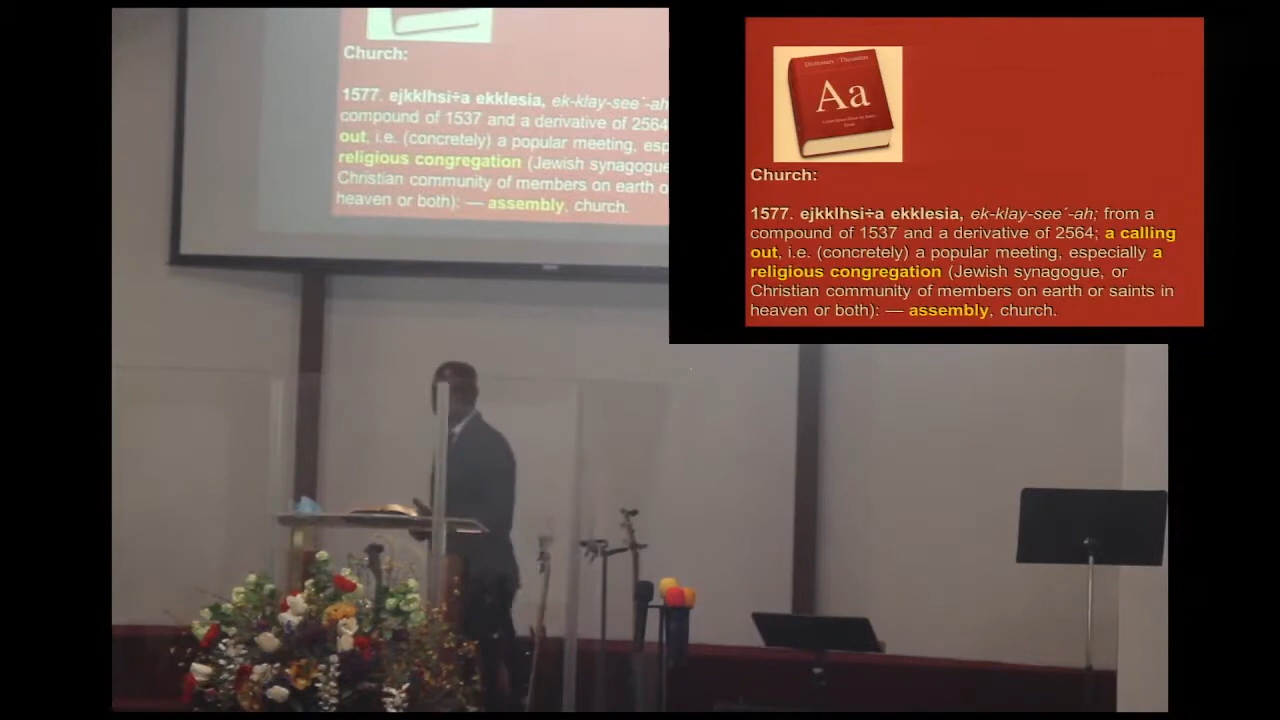 Church:
1577. ejkklhsi÷a ekklesia, ek-klay-see´-ah
compound of 1537 and a derivative of 2564
out, i.e. (concretely) a popular meeting, esp
religious congregation (Jewish synagogue
Christian community of members on earth o
heaven or both): — assembly, church.
Dictionary Thesaurus
Aa
Church:
1577. ejkklhsi÷a ekklesia, ek-klay-see´-ah; from a
compound of 1537 and a derivative of 2564; a calling
out, i.e. (concretely) a popular meeting, especially a
religious congregation (Jewish synagogue, or
Christian community of members on earth or saints in
heaven or both): — assembly, church.